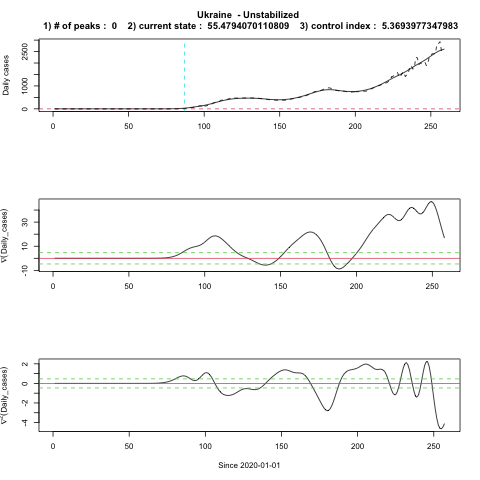 Ukraine - Unstabilized
1) # of peaks : 0 2) current state : 55.4794070110809 3) control index : 5.3693977347983
Daily cases
0 1000 2500
0 50 100 150 200 250
∇(Daily_cases)
-10 10 30
0 50 100 150 200 250
∇²(Daily_cases)
-4 -2 0 2
0 50 100 150 200 250
Since 2020-01-01